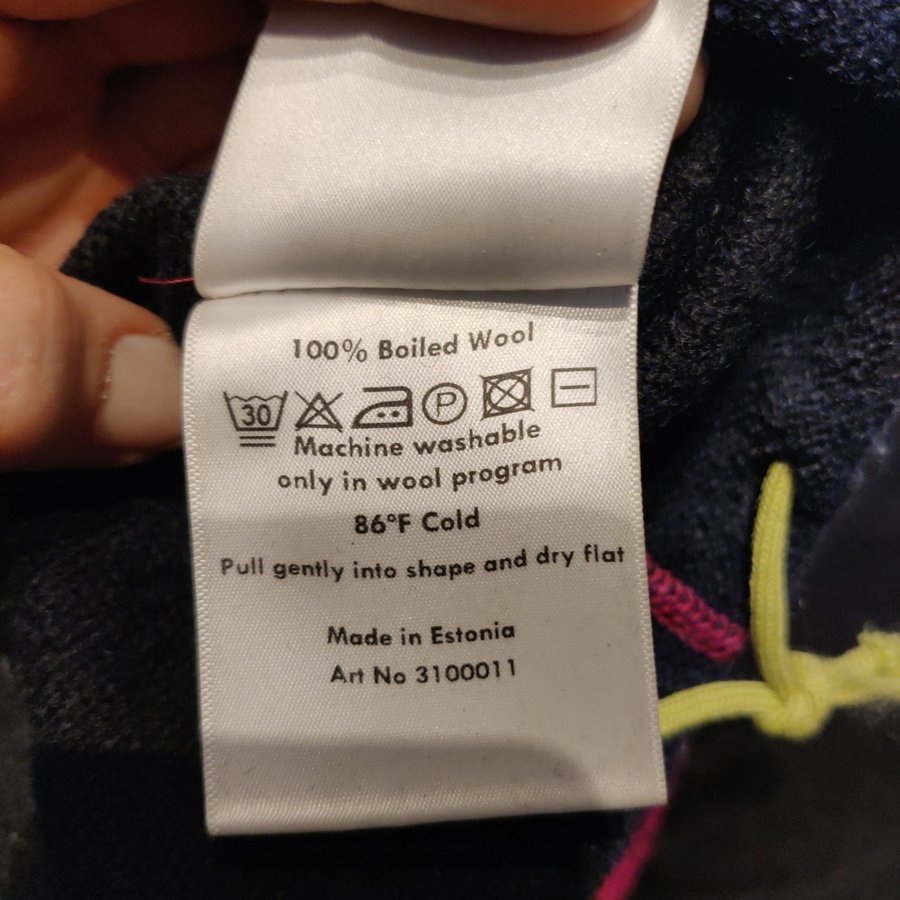 100% Boiled Wool
30 P
Machine washable
only in wool program
86°F Cold
Pull gently into shape and dry flat
Made in Estonia
Art No 3100011